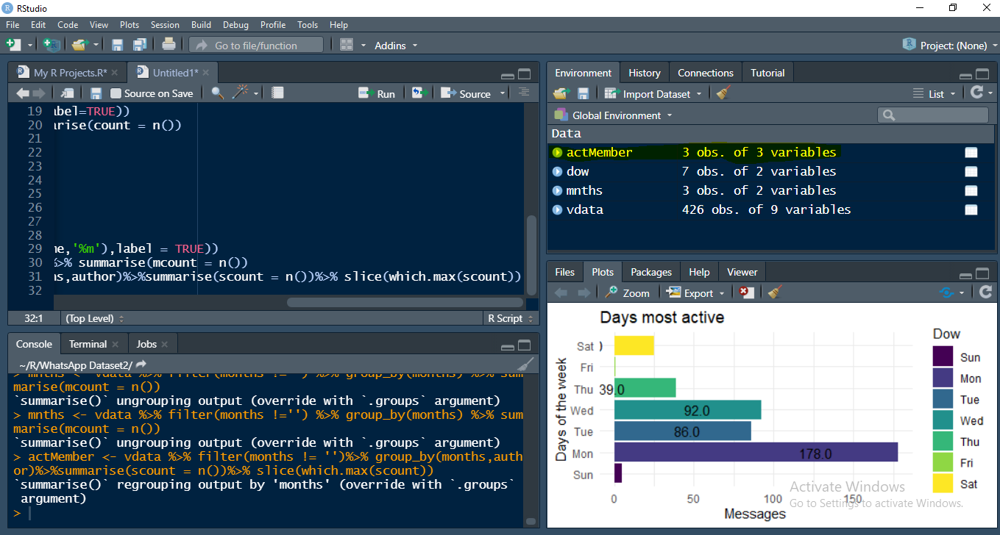 RStudio
File Edit Code View Plots Session Build Debug Profile Tools Help
Go to file/function Addins Project: (None)
My R Projects.R* Untitled1*
Source on Save Run Source
19 abel=TRUE))
20 arise(count = n())
21
22
23
24
25
26
27
28
29 me,'%m'),label = TRUE))
30 %>% summarise(mcount = n())
31 ns,author)%>%summarise(scount = n())%>% slice(which.max(scount))
32
32:1 (Top Level) R Script
Console Terminal Jobs
~/R/WhatsApp Dataset2/
> mnths <- vdata %>% filter(months !='') %>% group_by(months) %>% sum
marise(mcount = n())
`summarise()` ungrouping output (override with `.groups` argument)
> mnths <- vdata %>% filter(months !='') %>% group_by(months) %>% sum
marise(mcount = n())
`summarise()` ungrouping output (override with `.groups` argument)
> actMember <- vdata %>% filter(months != '')%>% group_by(months,auth
or)%>%summarise(scount = n())%>% slice(which.max(scount))
`summarise()` regrouping output by 'months' (override with `.groups`
argument)
>
Environment History Connections Tutorial
Import Dataset List
Global Environment
Data
actMember 3 obs. of 3 variables
dow 7 obs. of 2 variables
mnths 3 obs. of 2 variables
vdata 426 obs. of 9 variables
Files Plots Packages Help Viewer
Zoom Export
Days most active
Days of the week
Sat )
Fri
Thu 39.0
Wed 92.0
Tue 86.0
Mon 178.0
Sun
0 50 100 150
Messages
Dow
Sun
Mon
Tue
Wed
Thu
Fri
Sat
Activate Windows
Go to Settings to activate Windows.